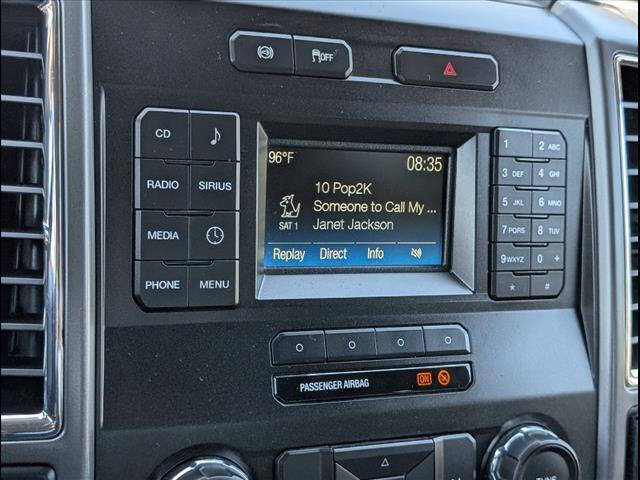 OFF
CD
RADIO SIRIUS
MEDIA
PHONE MENU
96°F 08:35
10 Pop2K
Someone to Call My ...
SAT 1 Janet Jackson
Replay Direct Info
1 2 ABC
3 DEF 4 GHI
5 JKL 6 MNO
7 PQRS 8 TUV
9 WXYZ 0 +
* #
PASSENGER AIRBAG ON
TUNE